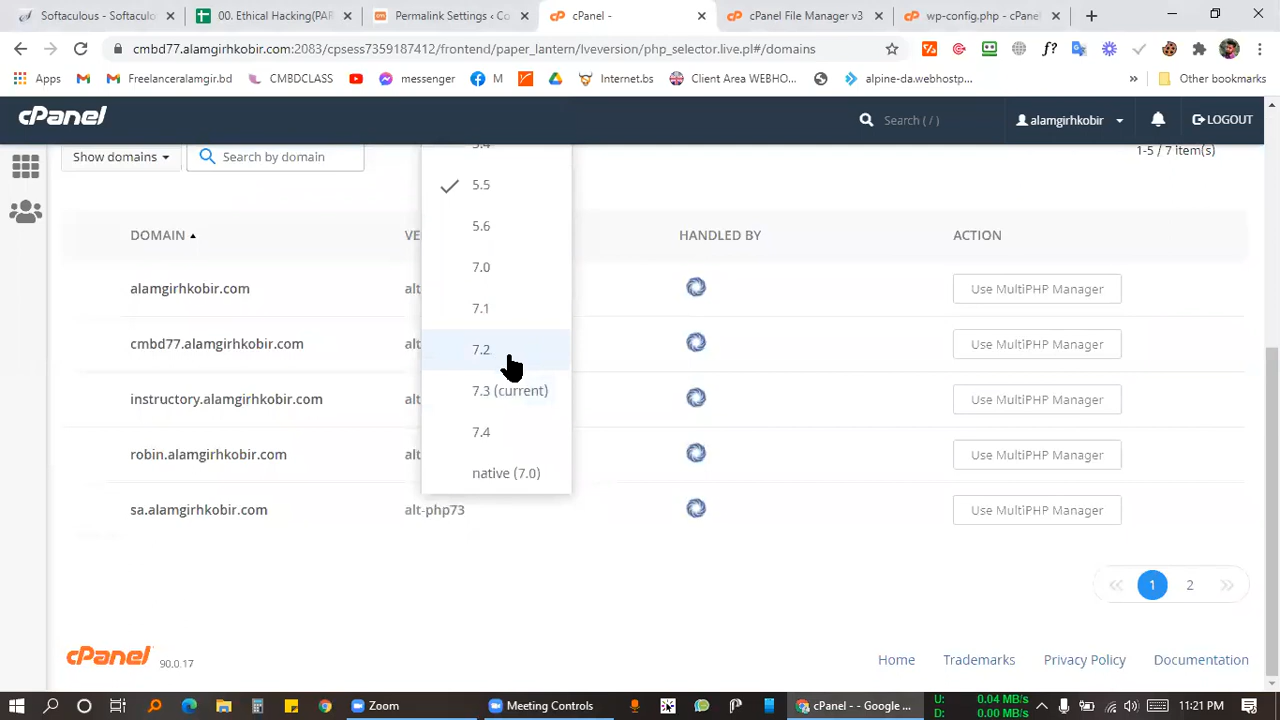 Softaculous - Softaculo
00. Ethical Hacking(PAR
Permalink Settings ‹ Co
cPanel -
cPanel File Manager v3
wp-config.php - cPanel
cmbd77.alamgirhkobir.com:2083/cpsess7359187412/frontend/paper_lantern/lveversion/php_selector.live.pl#/domains
Apps
Freelanceralamgir.bd
CMBDCLASS
messenger
M
Internet.bs
Client Area WEBHO...
alpine-da.webhostp...
»
Other bookmarks
cPanel
Search ( / )
alamgirhkobir
LOGOUT
Show domains
Search by domain
1-5 / 7 item(s)
5.4
5.5
5.6
7.0
7.1
7.2
7.3 (current)
7.4
native (7.0)
DOMAIN
VE
HANDLED BY
ACTION
alamgirhkobir.com
alt
Use MultiPHP Manager
cmbd77.alamgirhkobir.com
alt
Use MultiPHP Manager
instructory.alamgirhkobir.com
alt
Use MultiPHP Manager
robin.alamgirhkobir.com
alt
Use MultiPHP Manager
sa.alamgirhkobir.com
alt-php73
Use MultiPHP Manager
«
1
2
»
cPanel 90.0.17
Home
Trademarks
Privacy Policy
Documentation
Zoom
Meeting Controls
cPanel - - Google ...
U: 0.04 MB/s
D: 0.00 MB/s
11:21 PM